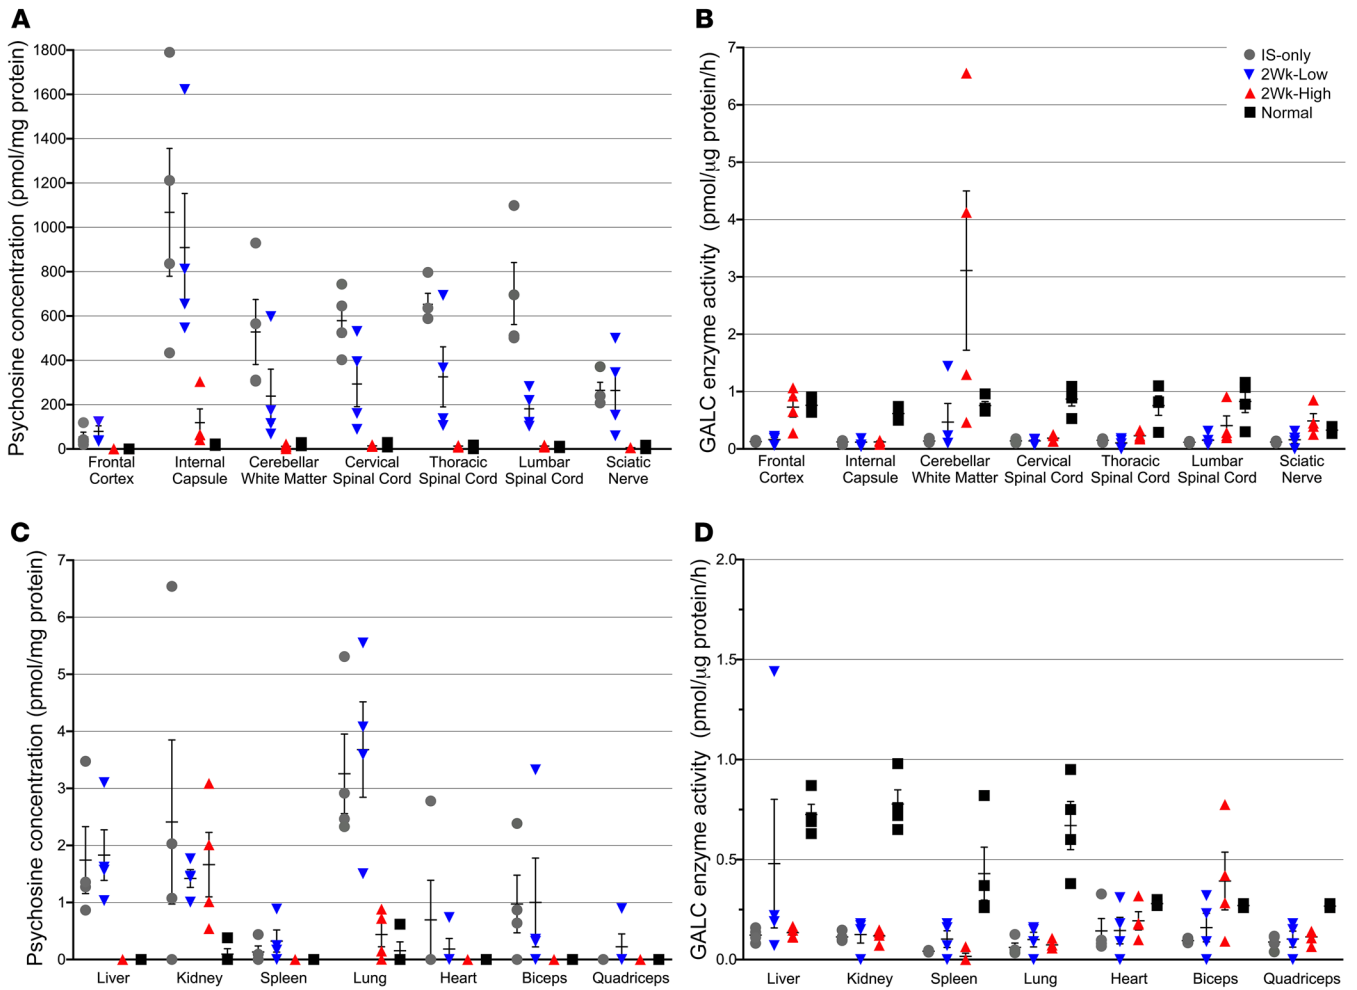 A
Psychosine concentration (pmol/mg protein)
1800
1600
1400
1200
1000
800
600
400
200
0
Frontal Cortex
Internal Capsule
Cerebellar White Matter
Cervical Spinal Cord
Thoracic Spinal Cord
Lumbar Spinal Cord
Sciatic Nerve
B
GALC enzyme activity (pmol/µg protein/h)
7
6
5
4
3
2
1
0
IS-only
2Wk-Low
2Wk-High
Normal
Frontal Cortex
Internal Capsule
Cerebellar White Matter
Cervical Spinal Cord
Thoracic Spinal Cord
Lumbar Spinal Cord
Sciatic Nerve
C
Psychosine concentration (pmol/mg protein)
7
6
5
4
3
2
1
0
Liver
Kidney
Spleen
Lung
Heart
Biceps
Quadriceps
D
GALC enzyme activity (pmol/µg protein/h)
2.0
1.5
1.0
0.5
0.0
Liver
Kidney
Spleen
Lung
Heart
Biceps
Quadriceps